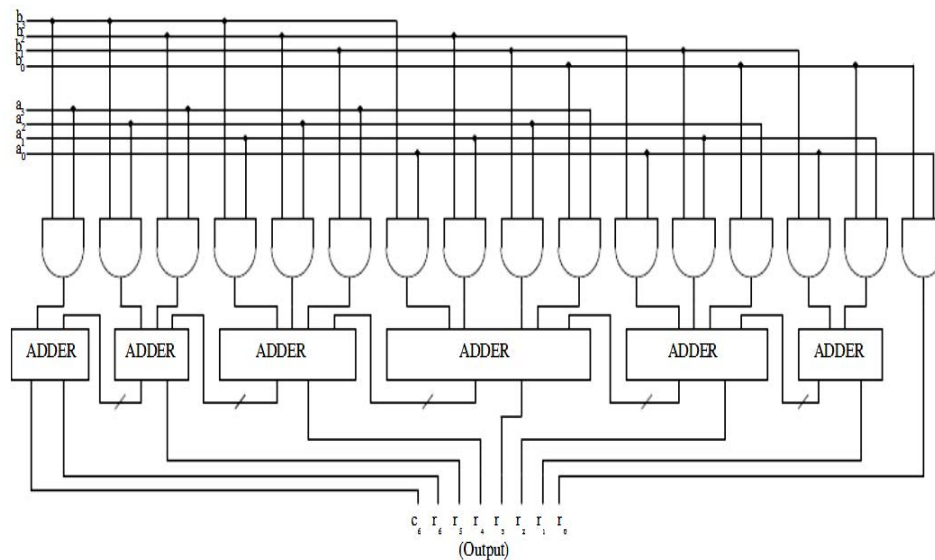 b₃
b₂
b₁
b₀
a₃
a₂
a₁
a₀
ADDER ADDER ADDER ADDER ADDER ADDER
c₆ r₆ r₅ r₄ r₃ r₂ r₁ r₀
(Output)